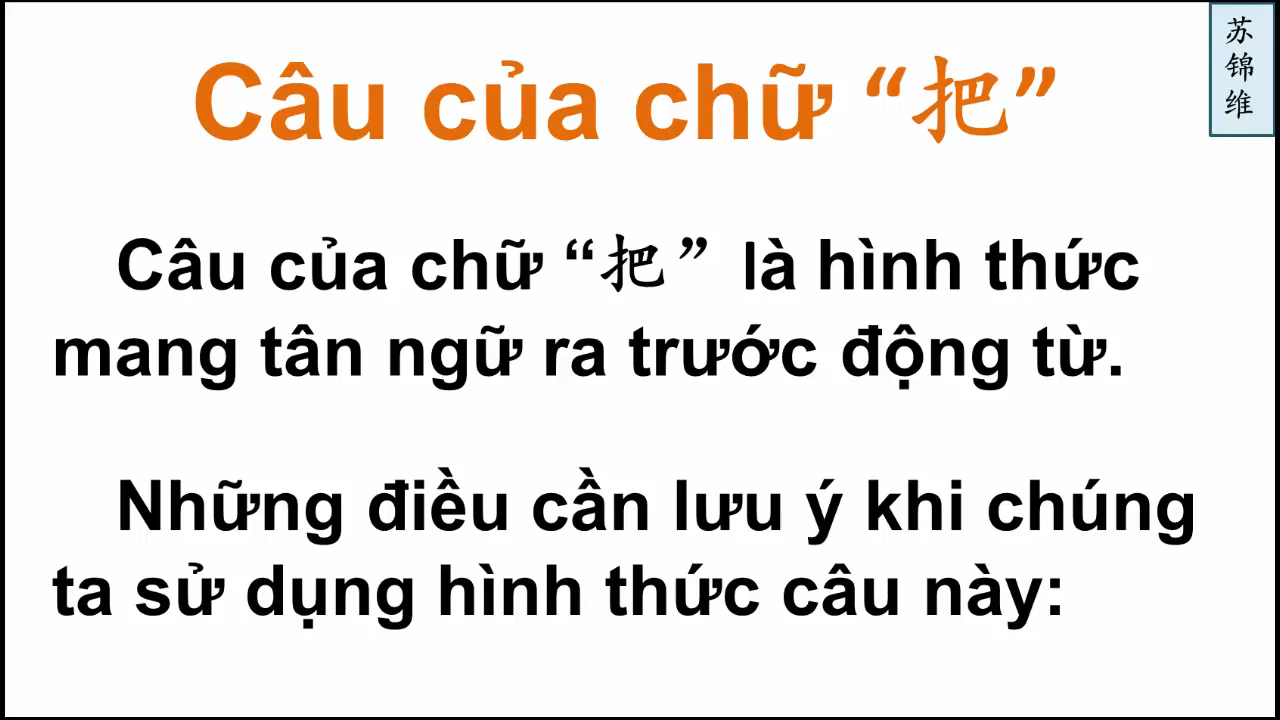 Câu của chữ “把”
苏
锦
维
Câu của chữ “把” là hình thức
mang tân ngữ ra trước động từ.
Những điều cần lưu ý khi chúng
ta sử dụng hình thức câu này: